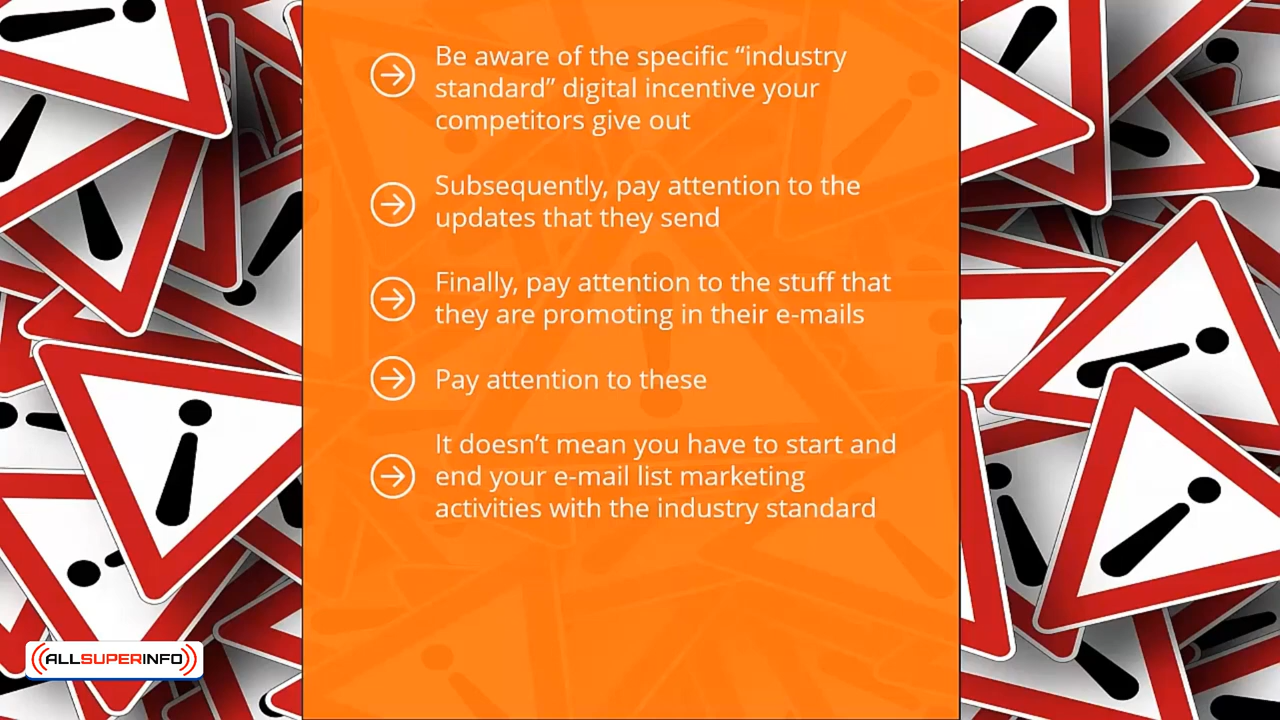 Be aware of the specific “industry
standard” digital incentive your
competitors give out
Subsequently, pay attention to the
updates that they send
Finally, pay attention to the stuff that
they are promoting in their e-mails
Pay attention to these
It doesn’t mean you have to start and
end your e-mail list marketing
activities with the industry standard
ALLSUPERINFO